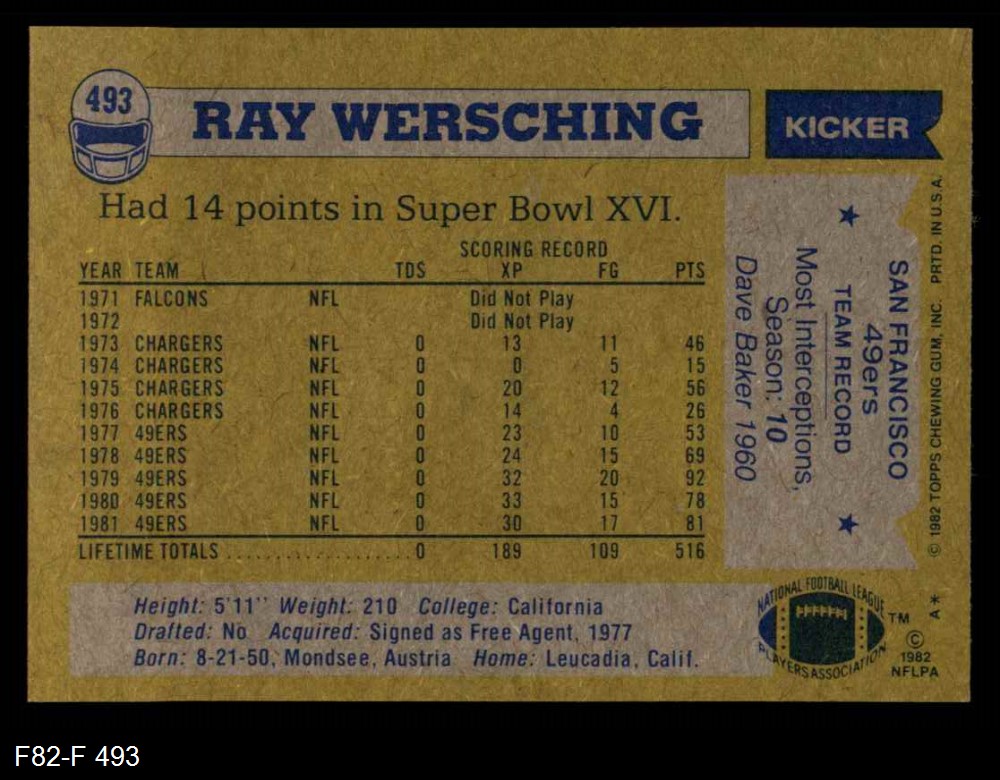 493
RAY WERSCHING
KICKER
Had 14 points in Super Bowl XVI.
SCORING RECORD
YEAR TEAM TDS XP FG PTS
1971 FALCONS NFL Did Not Play
1972 Did Not Play
1973 CHARGERS NFL 0 13 11 46
1974 CHARGERS NFL 0 0 5 15
1975 CHARGERS NFL 0 20 12 56
1976 CHARGERS NFL 0 14 4 26
1977 49ERS NFL 0 23 10 53
1978 49ERS NFL 0 24 15 69
1979 49ERS NFL 0 32 20 92
1980 49ERS NFL 0 33 15 78
1981 49ERS NFL 0 30 17 81
LIFETIME TOTALS ........................ 0 189 109 516
Height: 5'11" Weight: 210 College: California
Drafted: No Acquired: Signed as Free Agent, 1977
Born: 8-21-50, Mondsee, Austria Home: Leucadia, Calif.
SAN FRANCISCO
49ers
★ TEAM RECORD ★
Most Interceptions,
Season: 10
Dave Baker 1960
© 1982 TOPPS CHEWING GUM, INC. PRTD. IN U.S.A.
A*
NATIONAL FOOTBALL LEAGUE
PLAYERS ASSOCIATION
TM
©
1982
NFLPA
F82-F 493